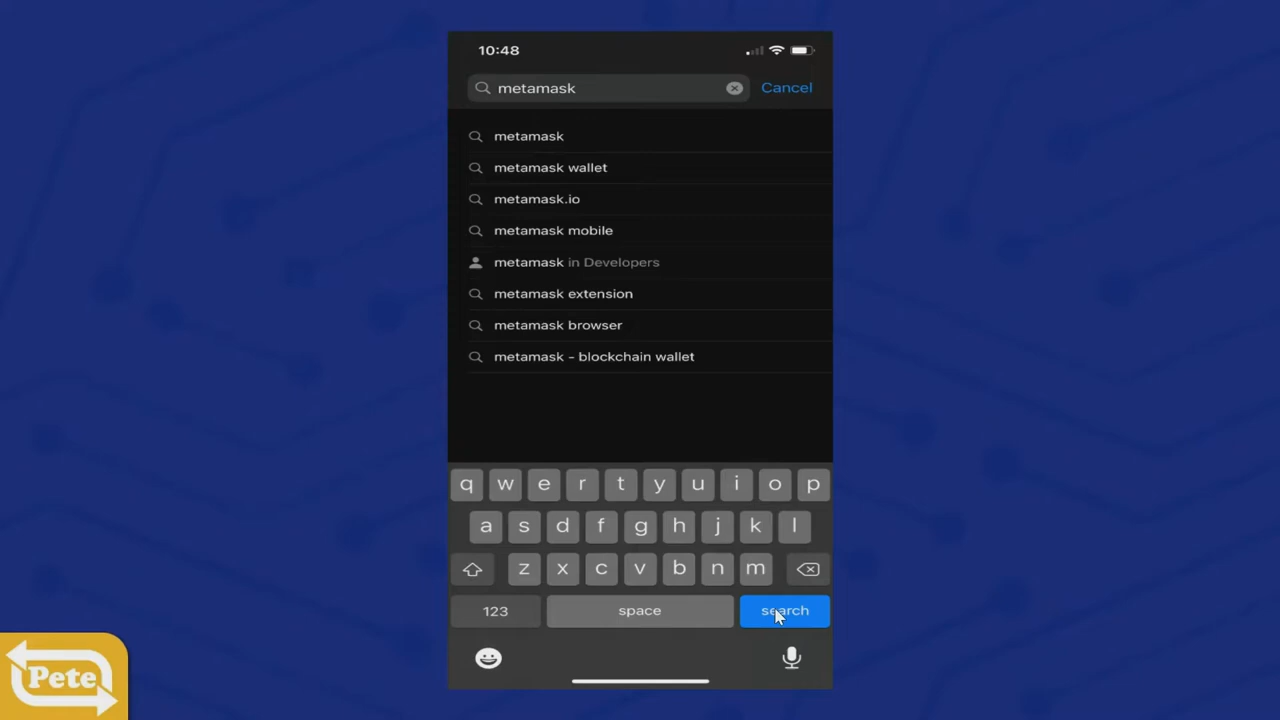 10:48
metamask Cancel
metamask
metamask wallet
metamask.io
metamask mobile
metamask in Developers
metamask extension
metamask browser
metamask - blockchain wallet
q w e r t y u i o p
a s d f g h j k l
z x c v b n m
123 space search
Pete